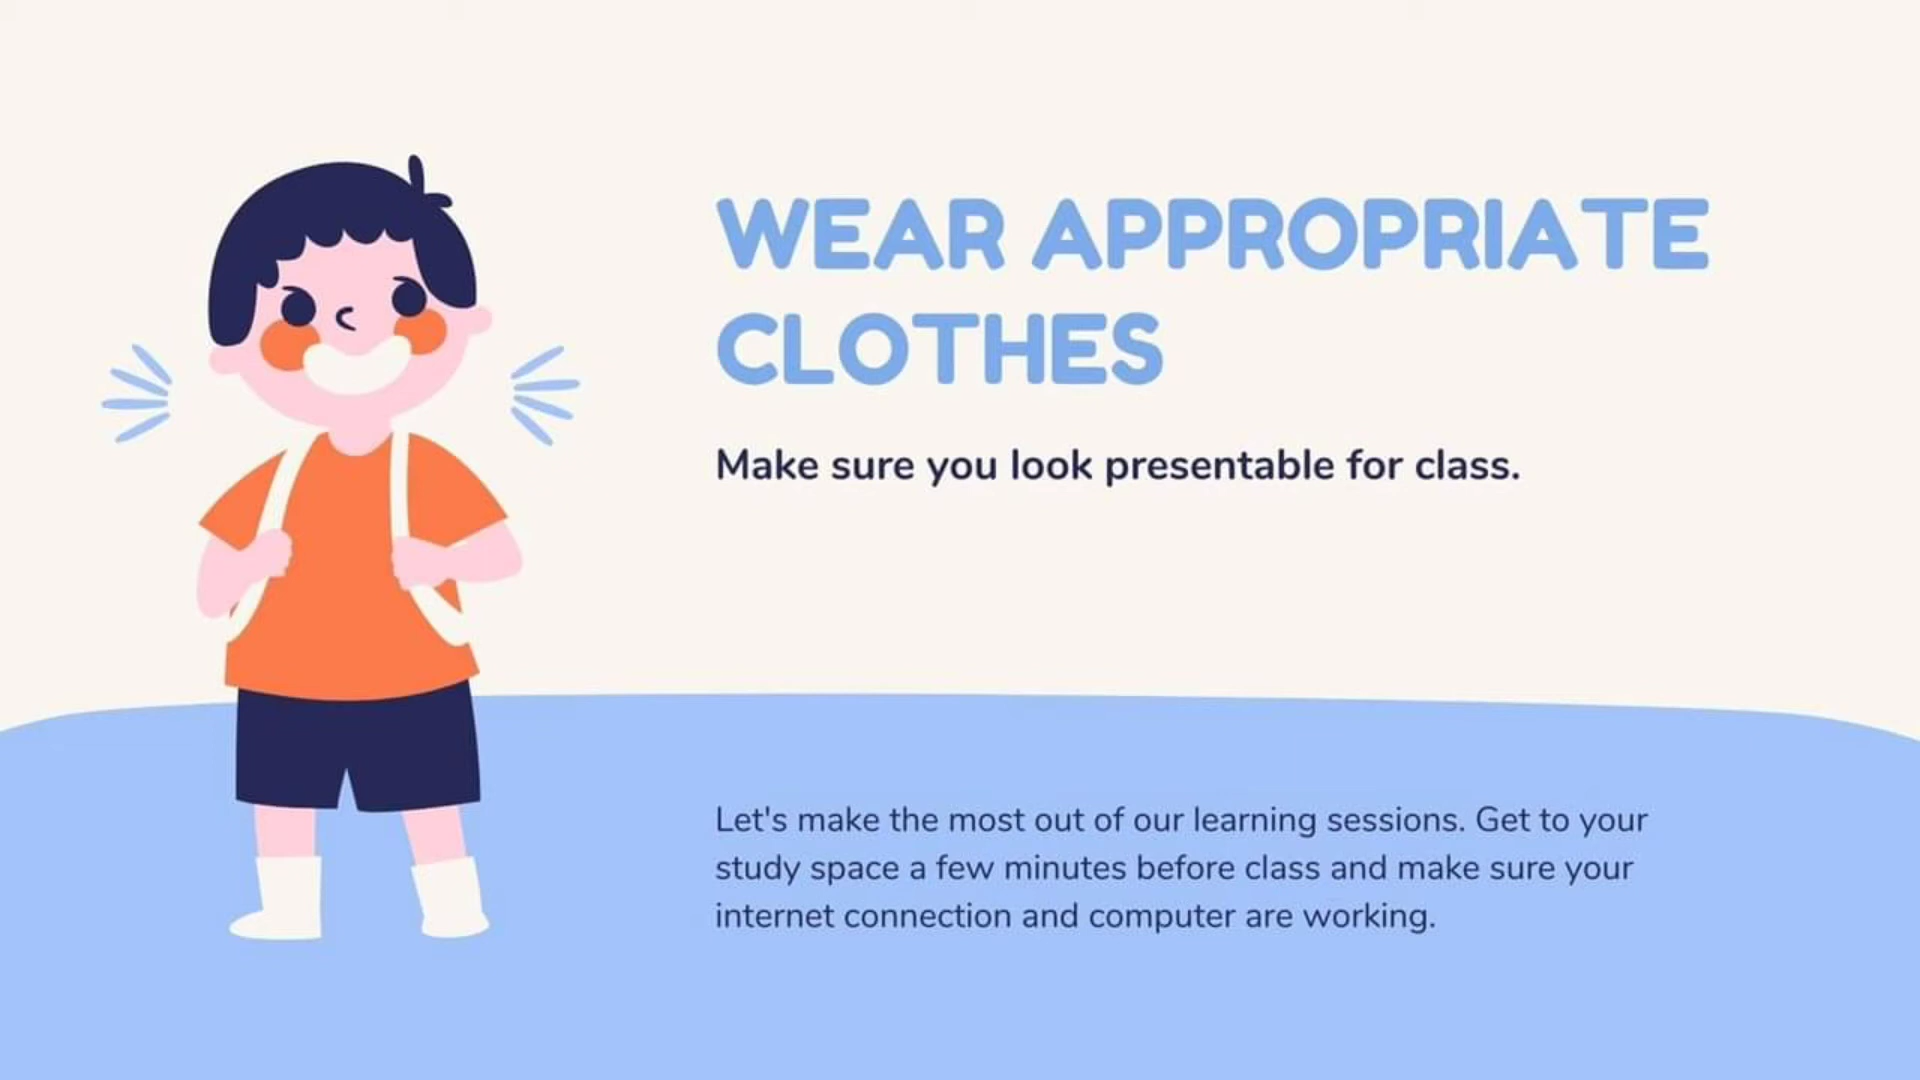 WEAR APPROPRIATE
CLOTHES
Make sure you look presentable for class.
Let's make the most out of our learning sessions. Get to your
study space a few minutes before class and make sure your
internet connection and computer are working.